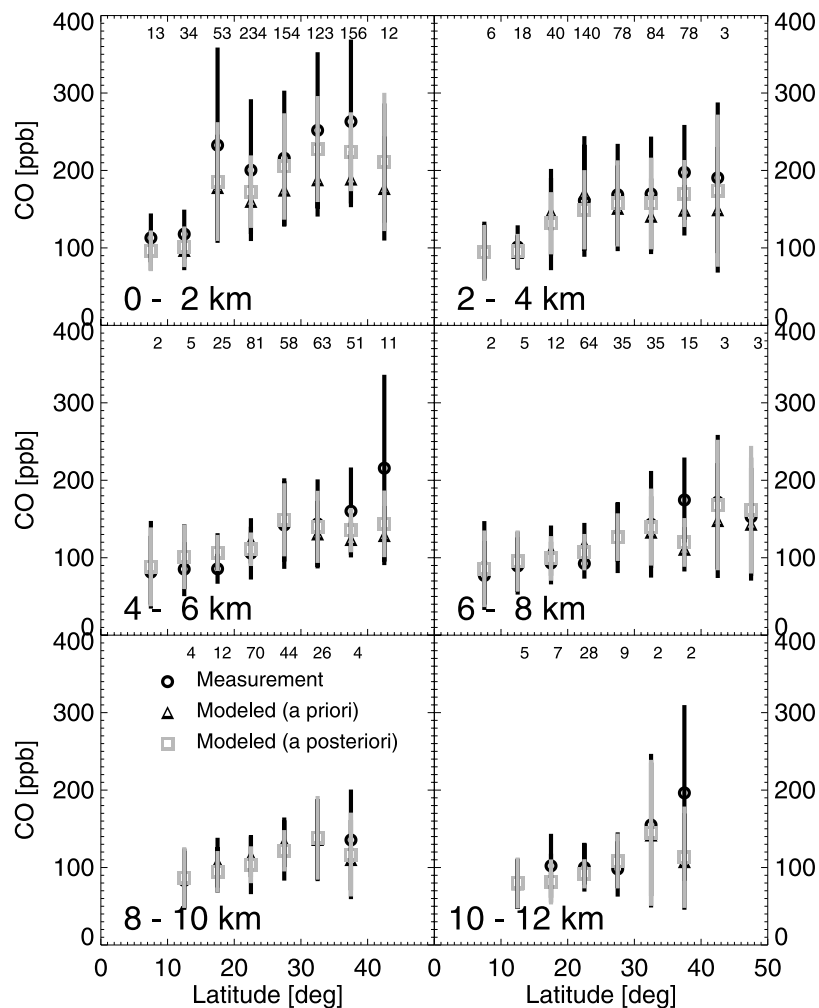 400
13 34 53 234 154 123 156 12
6 18 40 140 78 84 78 3
400
300
300
CO [ppb]
200
200
100
100
0 - 2 km
2 - 4 km
0
0
400
2 5 25 81 58 63 51 11
2 5 12 64 35 35 15 3 3
400
300
300
CO [ppb]
200
200
100
100
4 - 6 km
6 - 8 km
0
0
400
4 12 70 44 26 4
5 7 28 9 2 2
400
Measurement
Modeled (a priori)
300
300
Modeled (a posteriori)
CO [ppb]
200
200
100
100
8 - 10 km
10 - 12 km
0
0
0 10 20 30 40 0 10 20 30 40 50
Latitude [deg]
Latitude [deg]